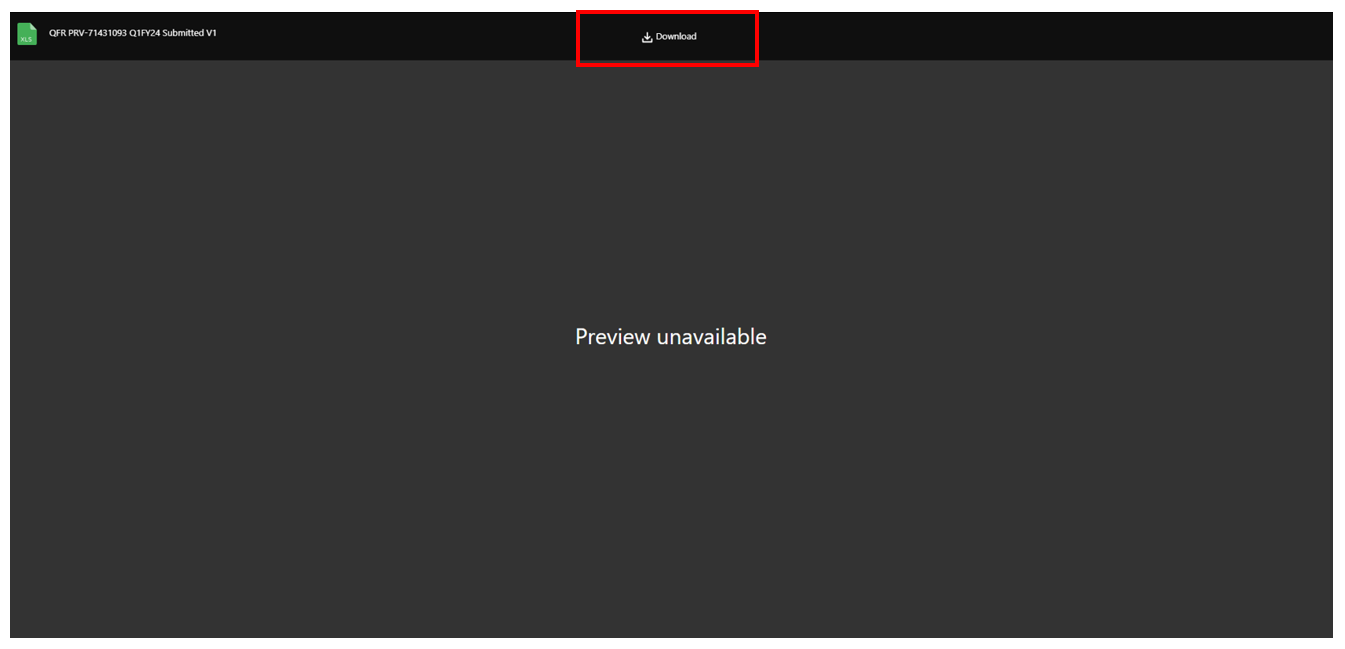 XLS
QFR PRV-71431093 Q1FY24 Submitted V1
Download
Preview unavailable